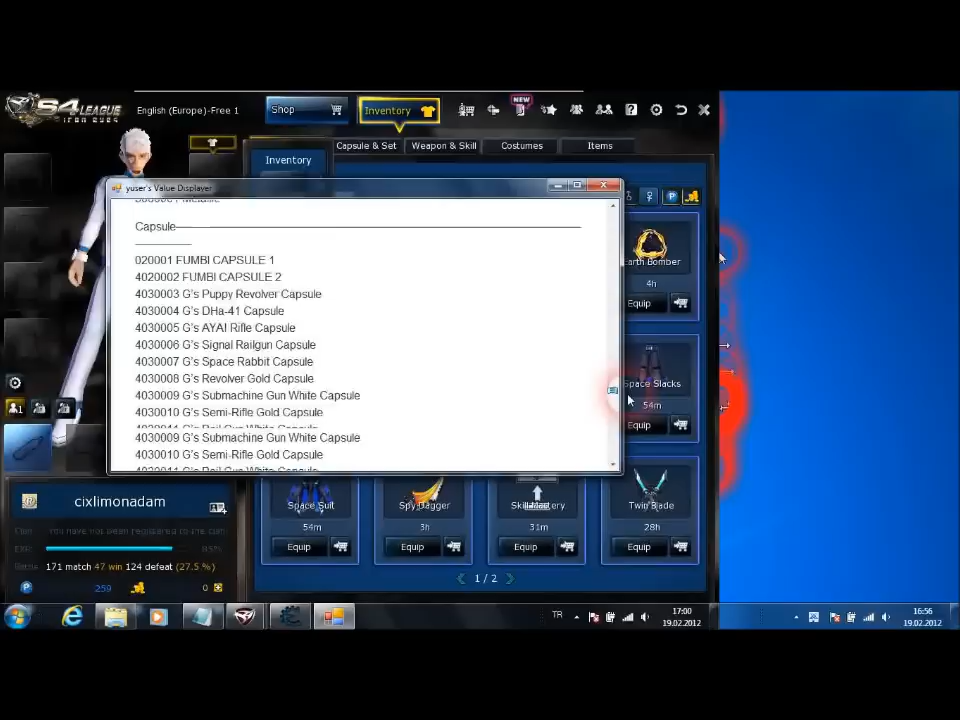 S4 LEAGUE
IRON EYES
English (Europe)-Free 1
Shop
Inventory
NEW
Inventory
Capsule & Set
Weapon & Skill
Costumes
Items
yuser's Value Displayer
Capsule
020001 FUMBI CAPSULE 1
4020002 FUMBI CAPSULE 2
4030003 G's Puppy Revolver Capsule
4030004 G's DHa-41 Capsule
4030005 G's AYA! Rifle Capsule
4030006 G's Signal Railgun Capsule
4030007 G's Space Rabbit Capsule
4030008 G's Revolver Gold Capsule
4030009 G's Submachine Gun White Capsule
4030010 G's Semi-Rifle Gold Capsule
4030009 G's Submachine Gun White Capsule
4030010 G's Semi-Rifle Gold Capsule
Earth Bomber
4h
Equip
Space Slacks
54m
Equip
Space Suit
54m
Equip
Spy Dagger
3h
Equip
31m
Equip
Twin Blade
28h
Equip
1 / 2
cixlimonadam
171 match 47 win 124 defeat (27.5 %)
P
259
0
TR
17:00
19.02.2012
16:56
19.02.2012